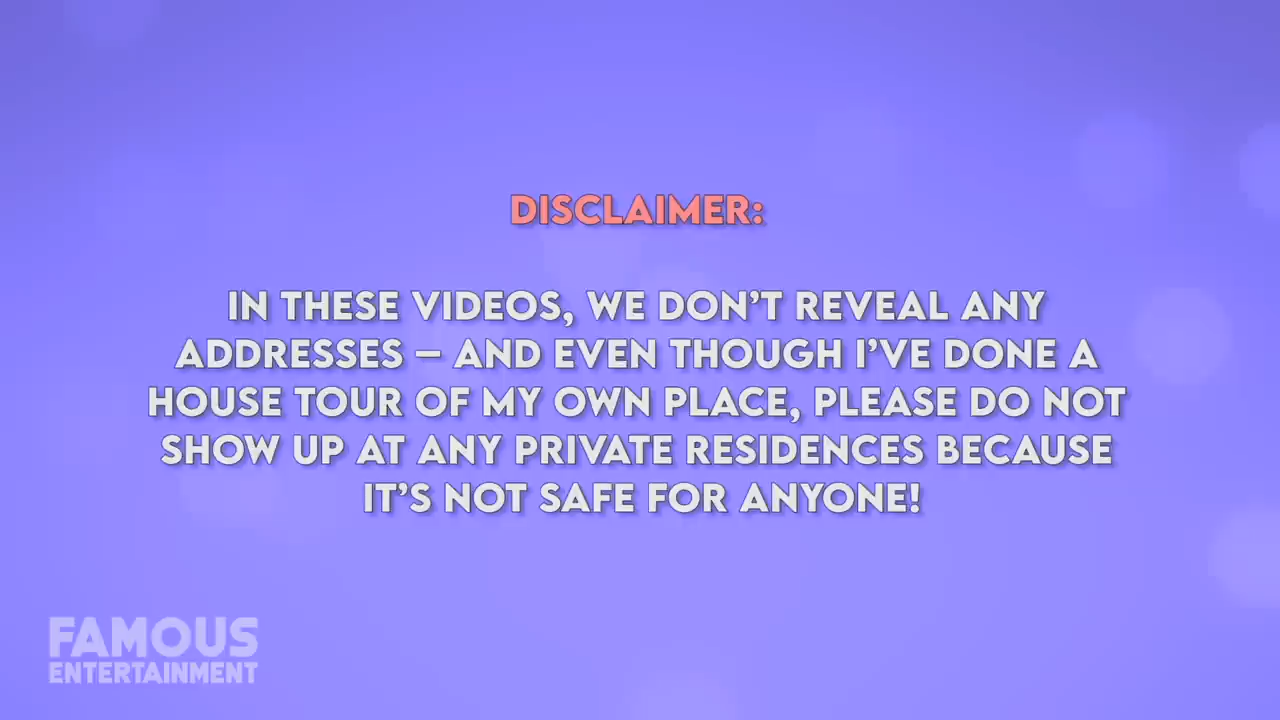 DISCLAIMER:
IN THESE VIDEOS, WE DON'T REVEAL ANY
ADDRESSES – AND EVEN THOUGH I'VE DONE A
HOUSE TOUR OF MY OWN PLACE, PLEASE DO NOT
SHOW UP AT ANY PRIVATE RESIDENCES BECAUSE
IT'S NOT SAFE FOR ANYONE!
FAMOUS
ENTERTAINMENT